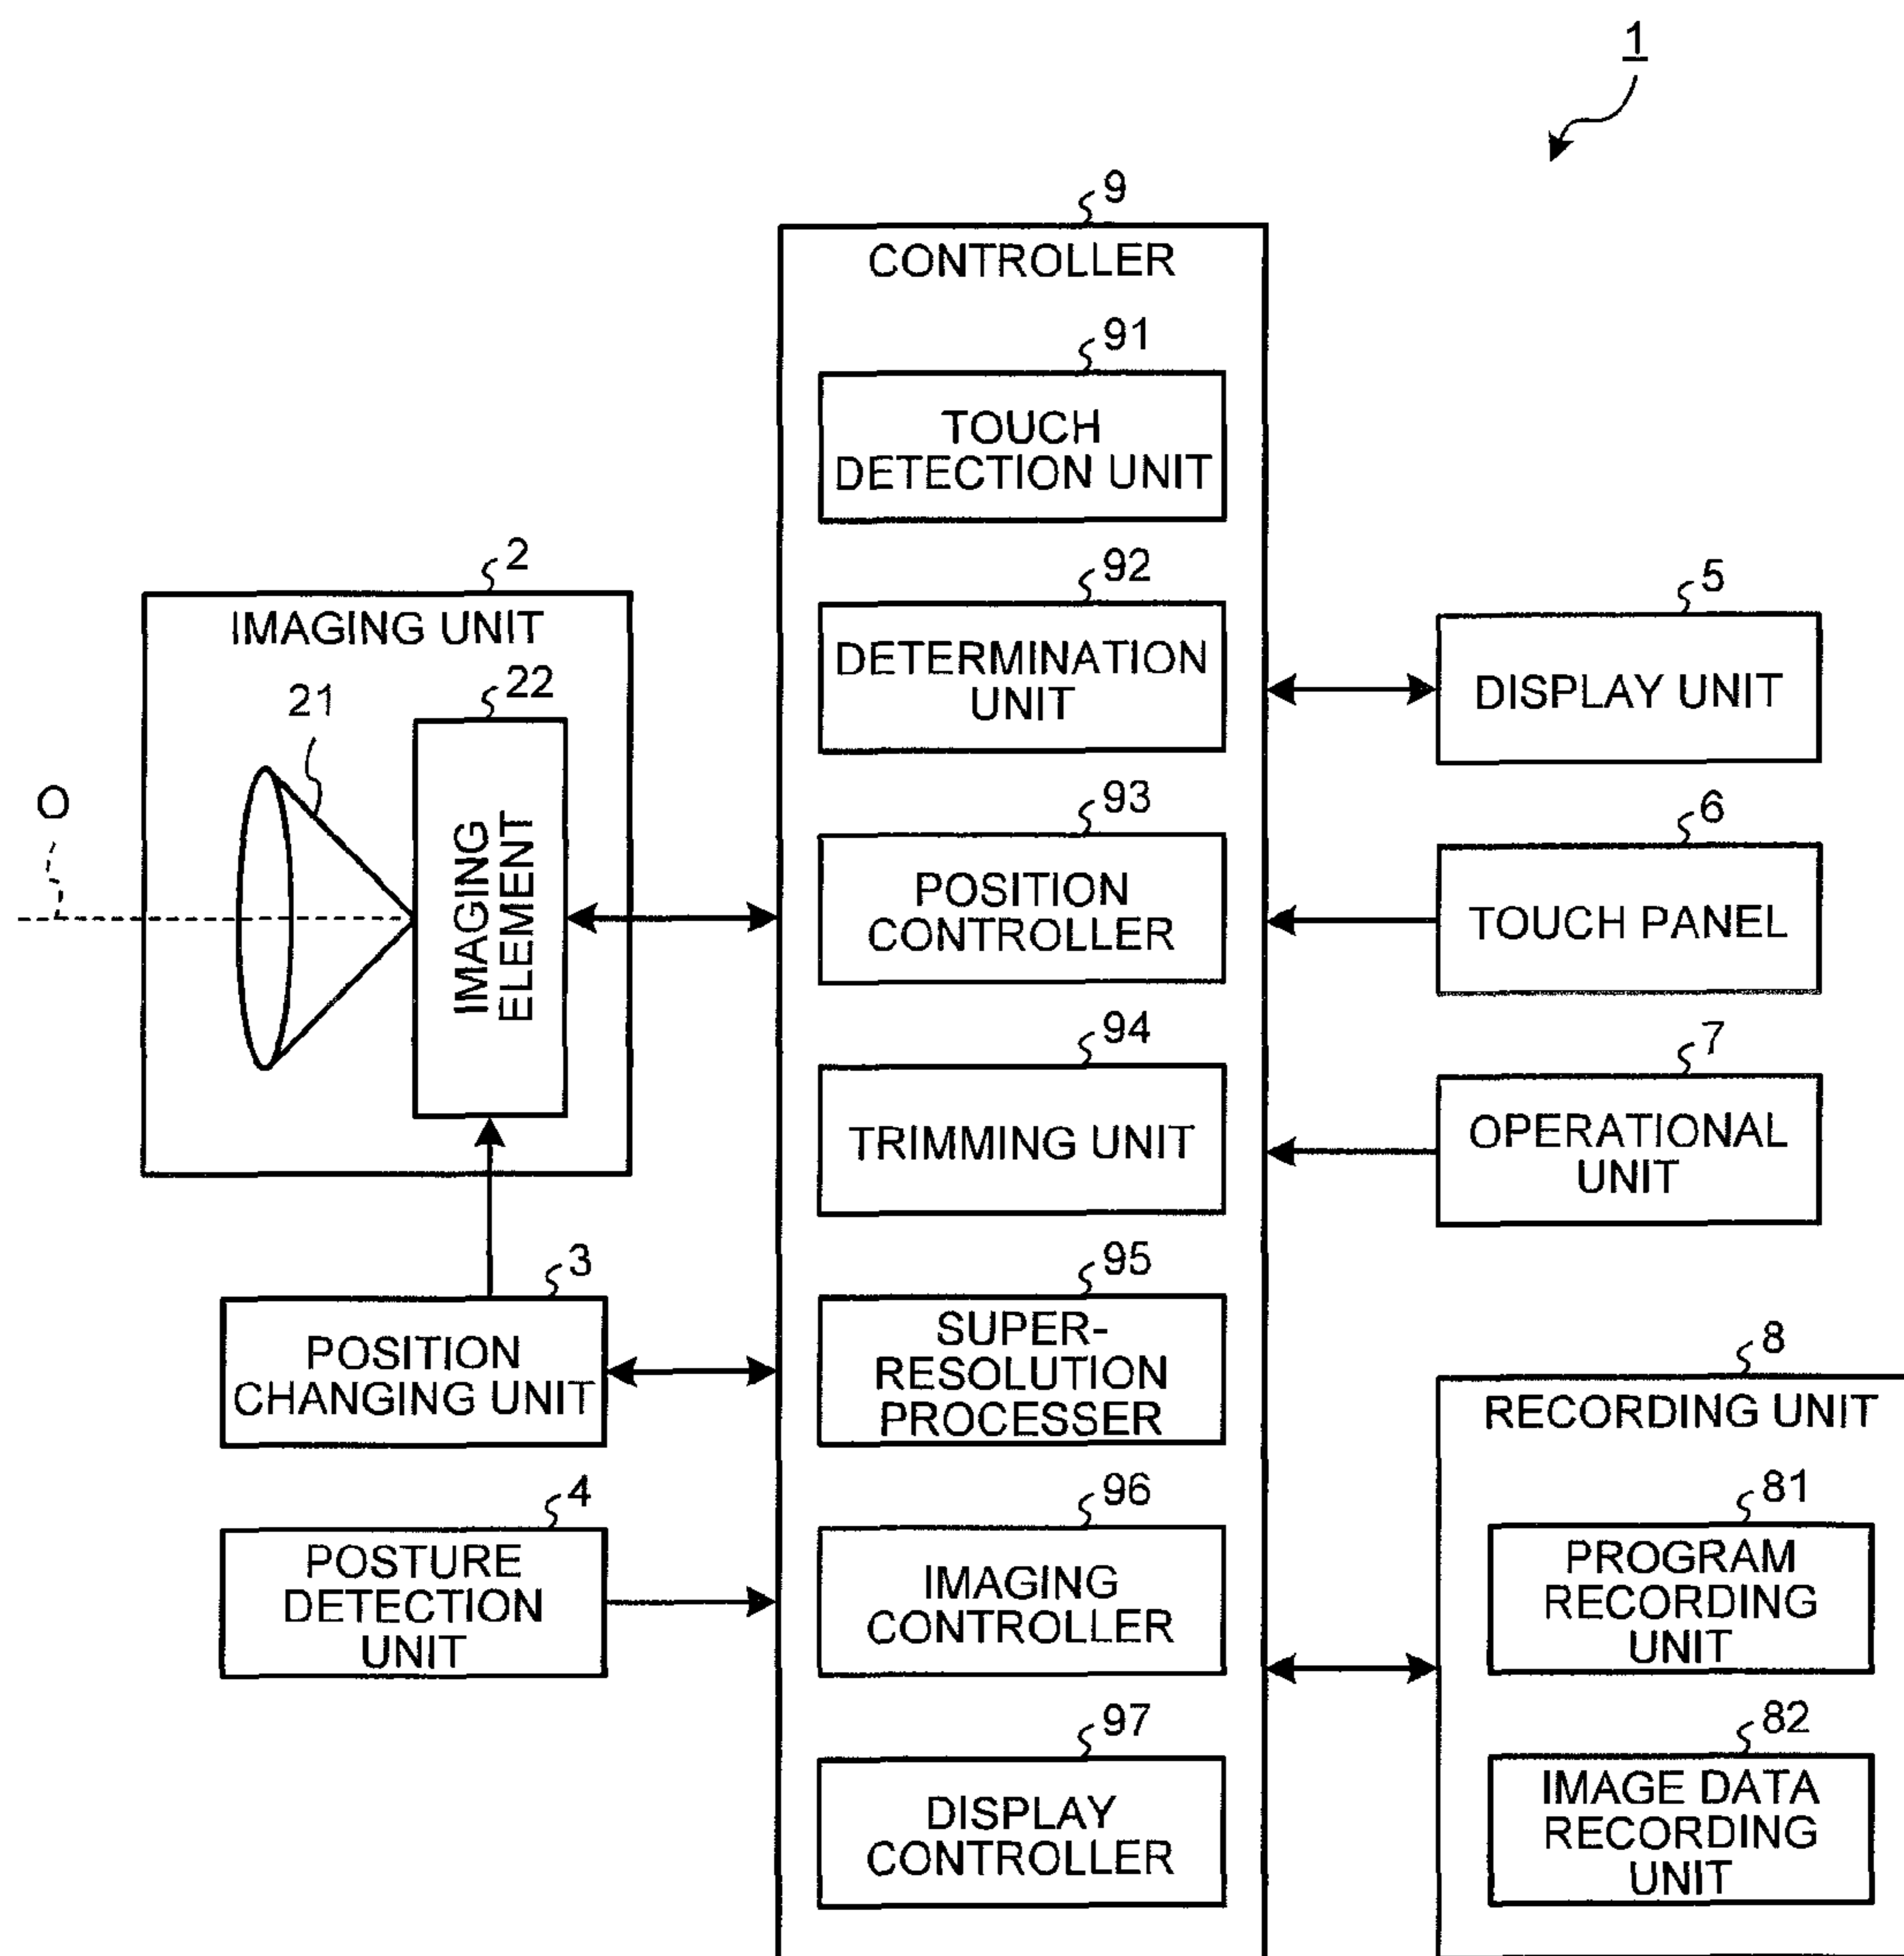 1
9
CONTROLLER
91
TOUCH
DETECTION UNIT
92
DETERMINATION
UNIT
93
POSITION
CONTROLLER
94
TRIMMING UNIT
95
SUPER-
RESOLUTION
PROCESSER
96
IMAGING
CONTROLLER
97
DISPLAY
CONTROLLER
2
IMAGING UNIT
21
22
IMAGING
ELEMENT
O
3
POSITION
CHANGING UNIT
4
POSTURE
DETECTION
UNIT
5
DISPLAY UNIT
6
TOUCH PANEL
7
OPERATIONAL
UNIT
8
RECORDING UNIT
81
PROGRAM
RECORDING
UNIT
82
IMAGE DATA
RECORDING
UNIT